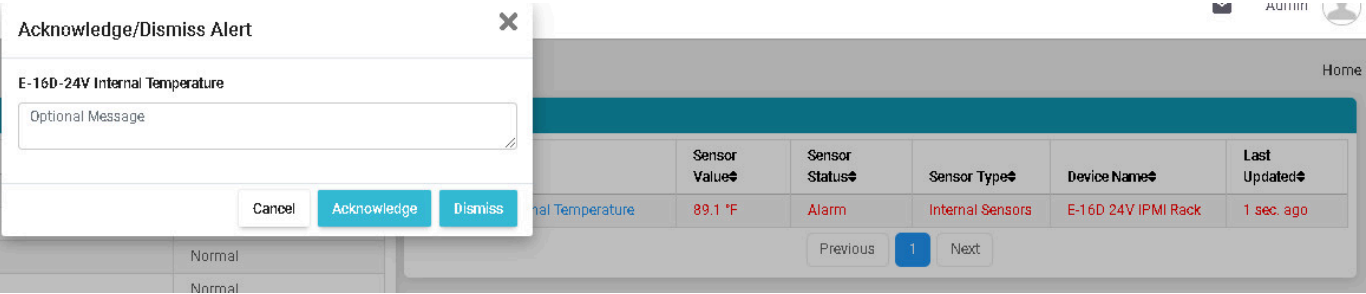 Acknowledge/Dismiss Alert
Admin
E-16D-24V Internal Temperature
Home
Optional Message
Sensor Value
Sensor Status
Sensor Type
Device Name
Last Updated
Cancel
Acknowledge
Dismiss
nal Temperature
89.1 °F
Alarm
Internal Sensors
E-16D 24V IPMI Rack
1 sec. ago
Previous
1
Next
Normal
Normal